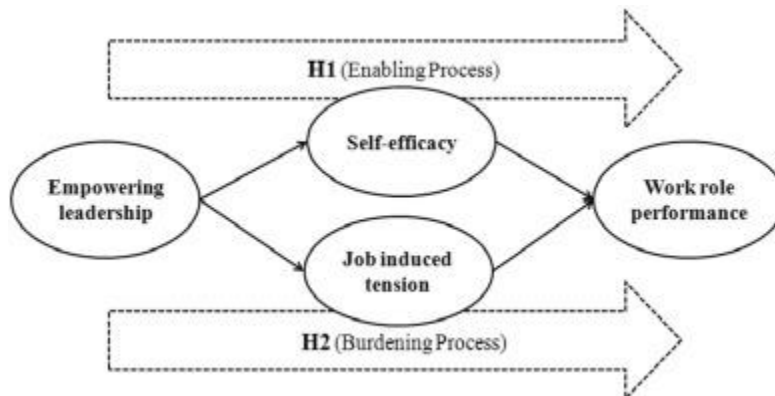 H1 (Enabling Process)
Self-efficacy
Empowering
leadership
Work role
performance
Job induced
tension
H2 (Burdening Process)